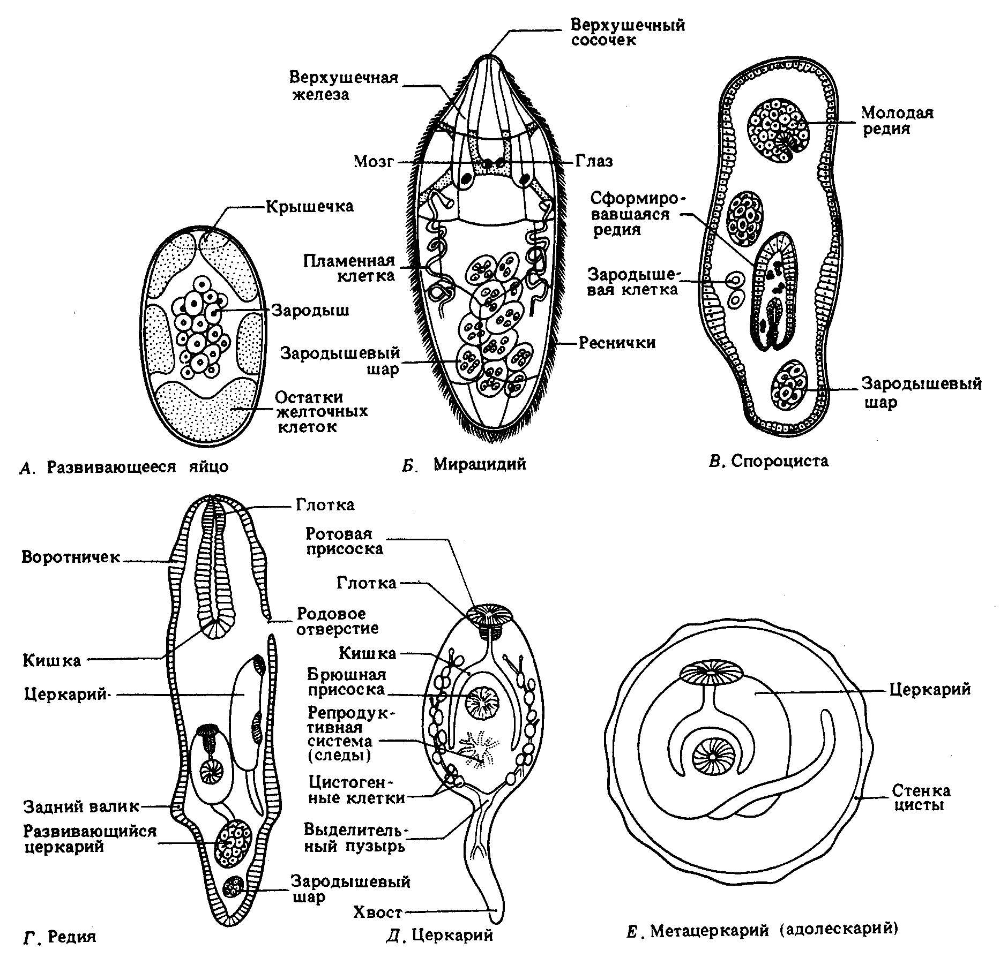 Верхушечный
сосочек
Верхушечная
железа
Мозг
Глаз
Пламенная
клетка
Зародышевый
шар
Реснички
Б. Мирацидий
Крышечка
Зародыш
Остатки
желточных
клеток
А. Развивающееся яйцо
Молодая
редия
Сформиро-
вавшаяся
редия
Зародыше-
вая клетка
Зародышевый
шар
В. Спороциста
Глотка
Воротничек
Родовое
отверстие
Кишка
Церкарий
Задний валик
Развивающийся
церкарий
Зародышевый
шар
Г. Редия
Ротовая
присоска
Глотка
Кишка
Брюшная
присоска
Репродук-
тивная
система
(следы)
Цистоген-
ные клетки
Выделитель-
ный пузырь
Хвост
Д. Церкарий
Церкарий
Стенка
цисты
Е. Метацеркарий (адолескарий)